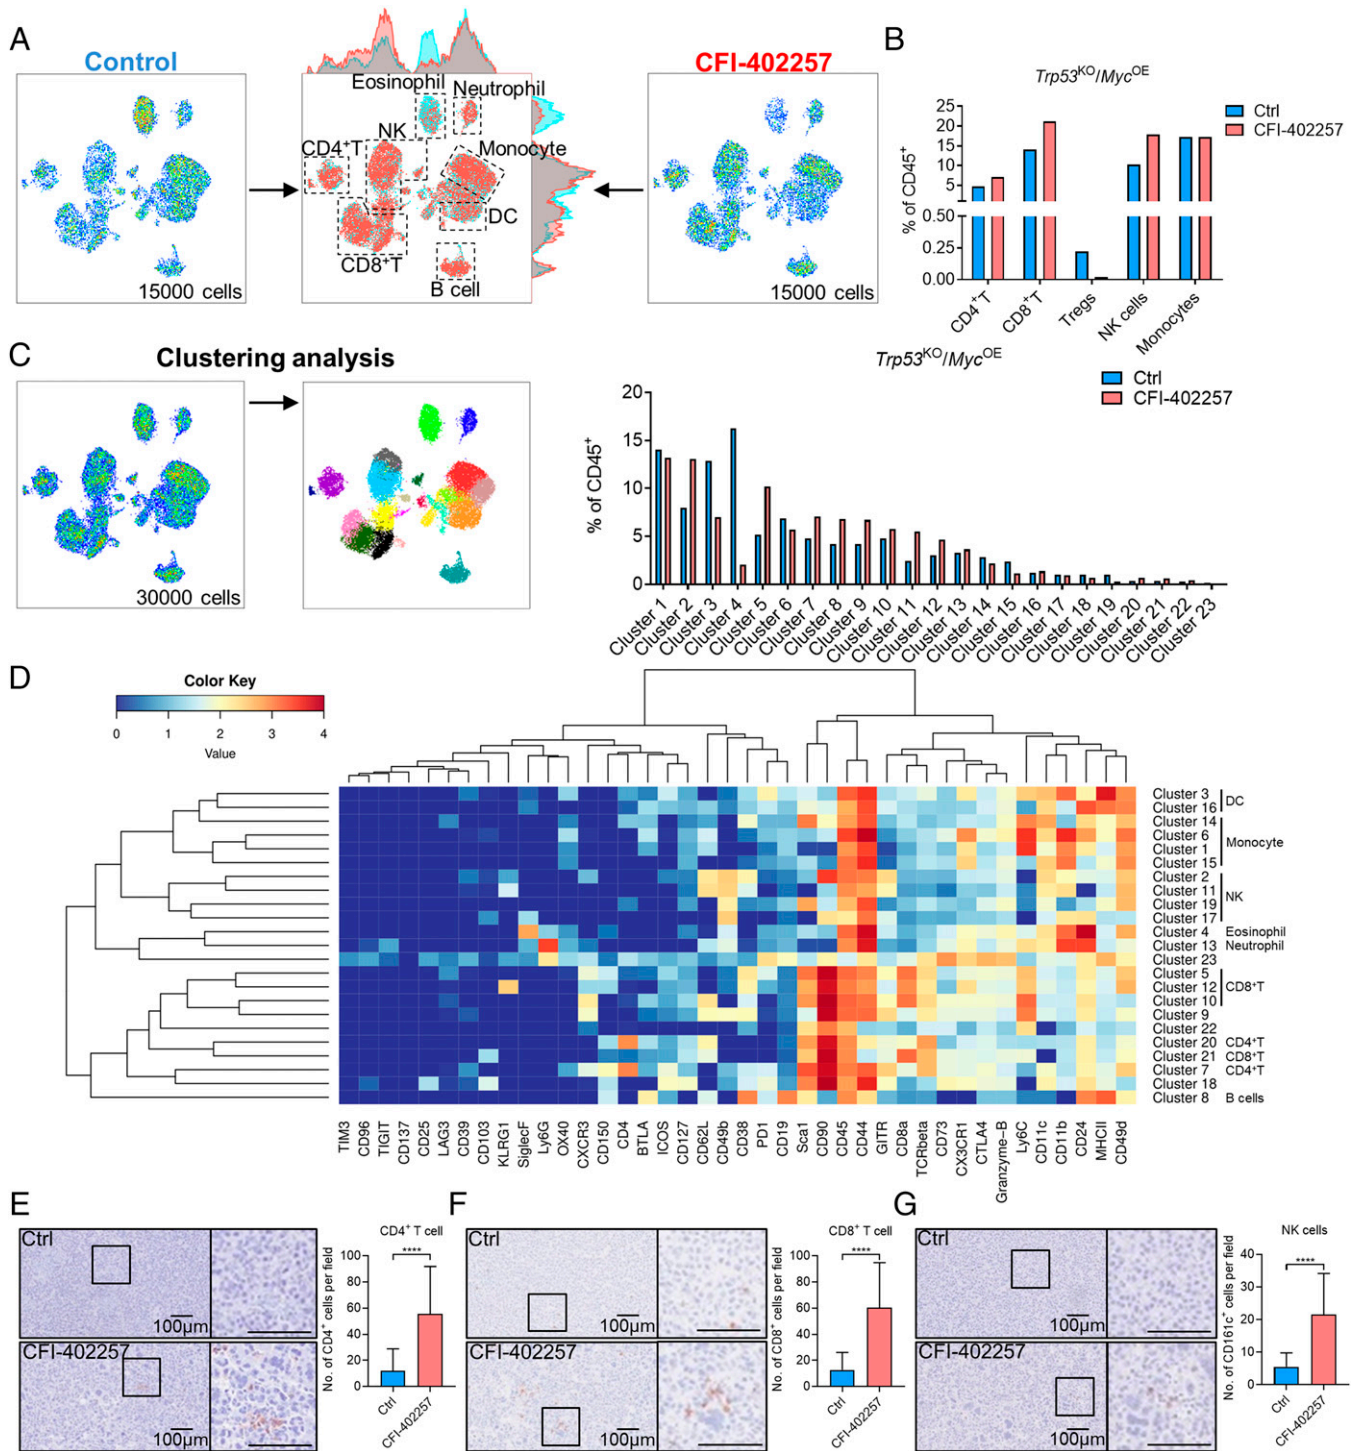 A
Control
15000 cells
Eosinophil
Neutrophil
NK
CD4⁺T
Monocyte
DC
CD8⁺T
B cell
CFI-402257
15000 cells
B
Trp53ᴷᴼ/Mycᴼᴱ
Ctrl
CFI-402257
% of CD45⁺
25
20
15
10
5
0.50
0.25
0.00
CD4⁺T
CD8⁺T
Tregs
NK cells
Monocytes
C
Clustering analysis
30000 cells
Trp53ᴷᴼ/Mycᴼᴱ
Ctrl
CFI-402257
% of CD45⁺
20
15
10
5
0
Cluster 1
Cluster 2
Cluster 3
Cluster 4
Cluster 5
Cluster 6
Cluster 7
Cluster 8
Cluster 9
Cluster 10
Cluster 11
Cluster 12
Cluster 13
Cluster 14
Cluster 15
Cluster 16
Cluster 17
Cluster 18
Cluster 19
Cluster 20
Cluster 21
Cluster 22
Cluster 23
D
Color Key
0 1 2 3 4
Value
Cluster 3
Cluster 16
DC
Cluster 14
Cluster 6
Cluster 1
Cluster 15
Monocyte
Cluster 2
Cluster 11
Cluster 19
Cluster 17
NK
Cluster 4 Eosinophil
Cluster 13 Neutrophil
Cluster 23
Cluster 5
Cluster 12
Cluster 10
CD8⁺T
Cluster 9
Cluster 22
Cluster 20 CD4⁺T
Cluster 21 CD8⁺T
Cluster 7 CD4⁺T
Cluster 18
Cluster 8 B cells
TIM3
CD96
TIGIT
CD137
CD25
LAG3
CD39
CD103
KLRG1
SiglecF
Ly6G
OX40
CXCR3
CD150
CD4
BTLA
ICOS
CD127
CD62L
CD49b
CD38
PD1
CD19
Sca1
CD90
CD45
CD44
GITR
CD8a
TCRbeta
CD73
CX3CR1
CTLA4
Granzyme-B
Ly6C
CD11c
CD11b
CD24
MHCII
CD49d
E
Ctrl
100μm
CFI-402257
100μm
CD4⁺ T cell
No. of CD4⁺ cells per field
100
80
60
40
20
0
****
Ctrl
CFI-402257
F
Ctrl
100μm
CFI-402257
100μm
CD8⁺ T cell
No. of CD8⁺ cells per field
100
80
60
40
20
0
****
Ctrl
CFI-402257
G
Ctrl
100μm
CFI-402257
100μm
NK cells
No. of CD161c⁺ cells per field
40
30
20
10
0
****
Ctrl
CFI-402257